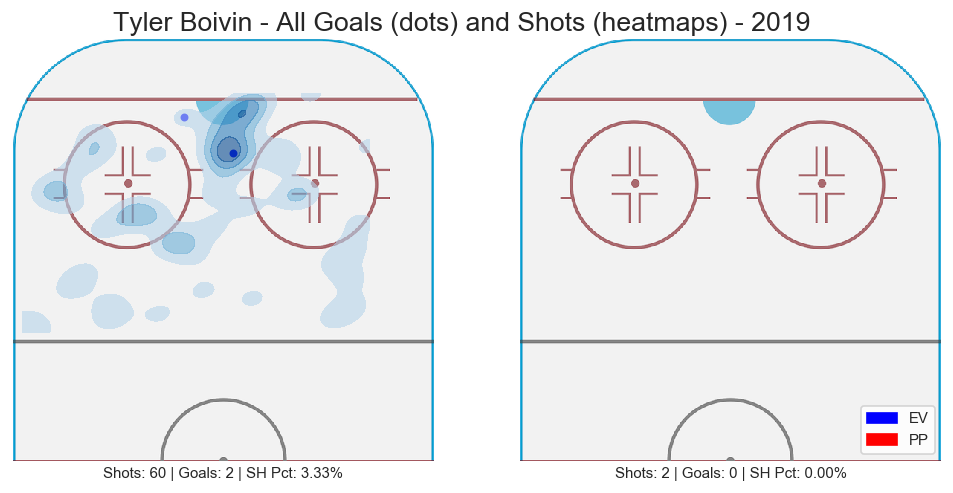 Tyler Boivin - All Goals (dots) and Shots (heatmaps) - 2019
EV
PP
Shots: 60 | Goals: 2 | SH Pct: 3.33%
Shots: 2 | Goals: 0 | SH Pct: 0.00%